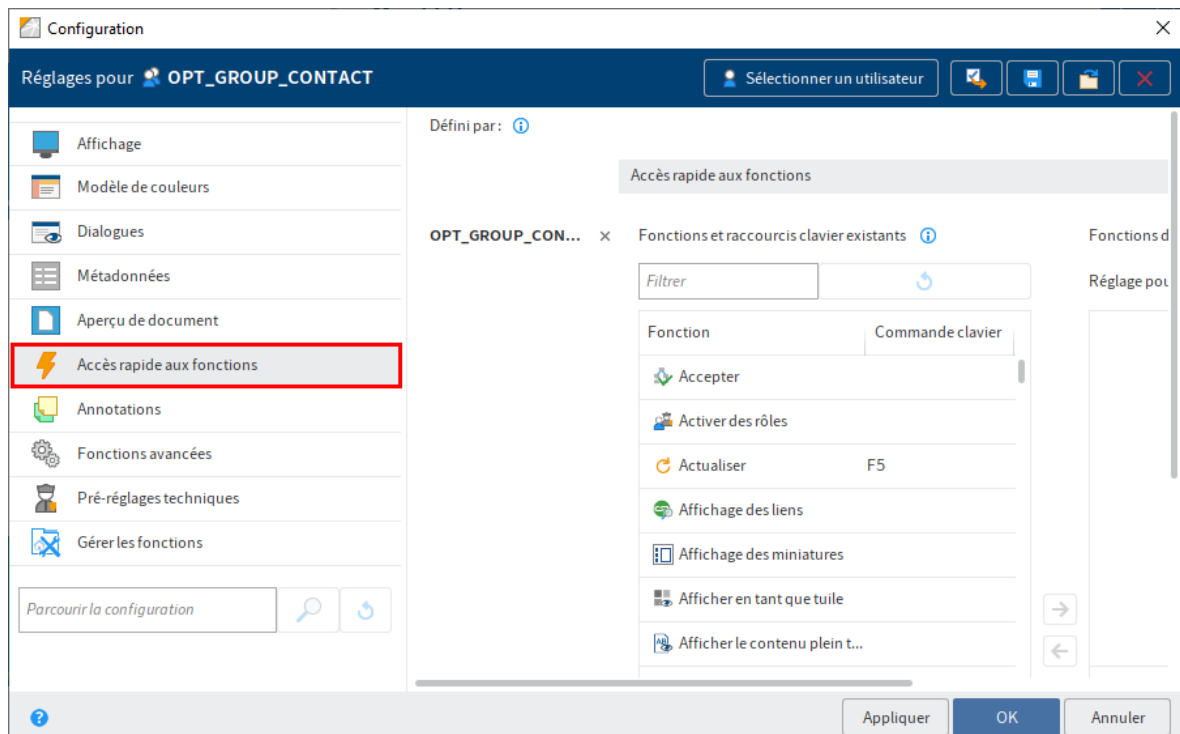 Configuration
Réglages pour OPT_GROUP_CONTACT
Sélectionner un utilisateur
Affichage
Modèle de couleurs
Dialogues
Métadonnées
Aperçu de document
Accès rapide aux fonctions
Annotations
Fonctions avancées
Pré-réglages techniques
Gérer les fonctions
Parcourir la configuration
Défini par:
Accès rapide aux fonctions
OPT_GROUP_CON...
Fonctions et raccourcis clavier existants
Fonctions d
Filtrer
Réglage pou
Fonction Commande clavier
Accepter
Activer des rôles
Actualiser F5
Affichage des liens
Affichage des miniatures
Afficher en tant que tuile
Afficher le contenu plein t...
Appliquer
OK
Annuler